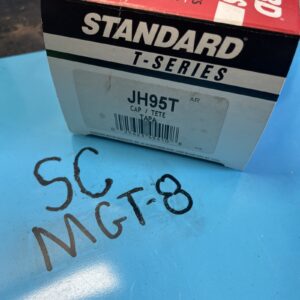 STANDARD
T-SERIES
JH95T
CAP / TETE
TAPA
SC
MGT-8